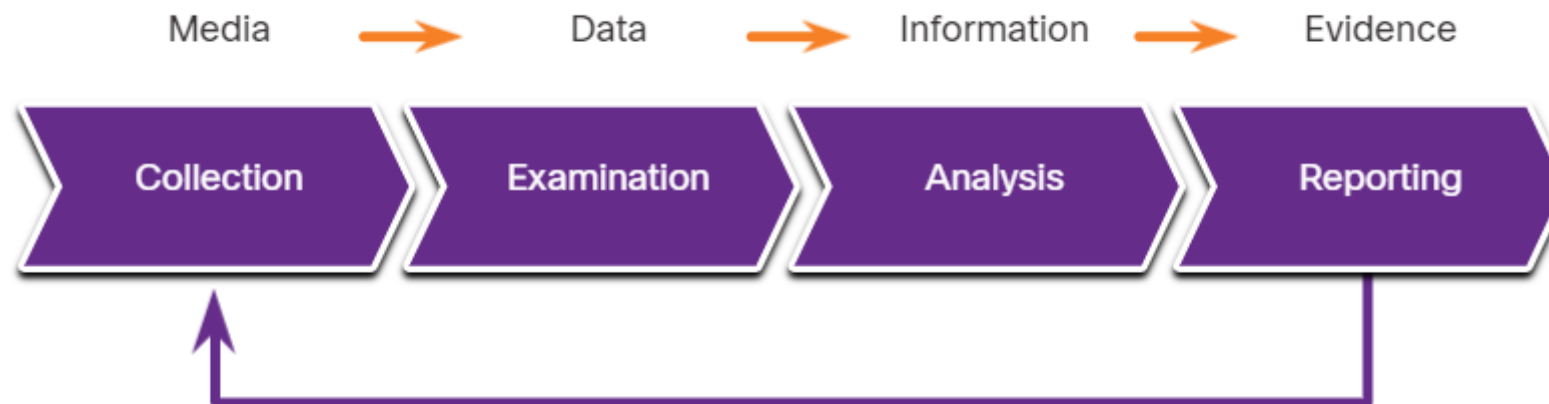 Media Data Information Evidence
Collection Examination Analysis Reporting